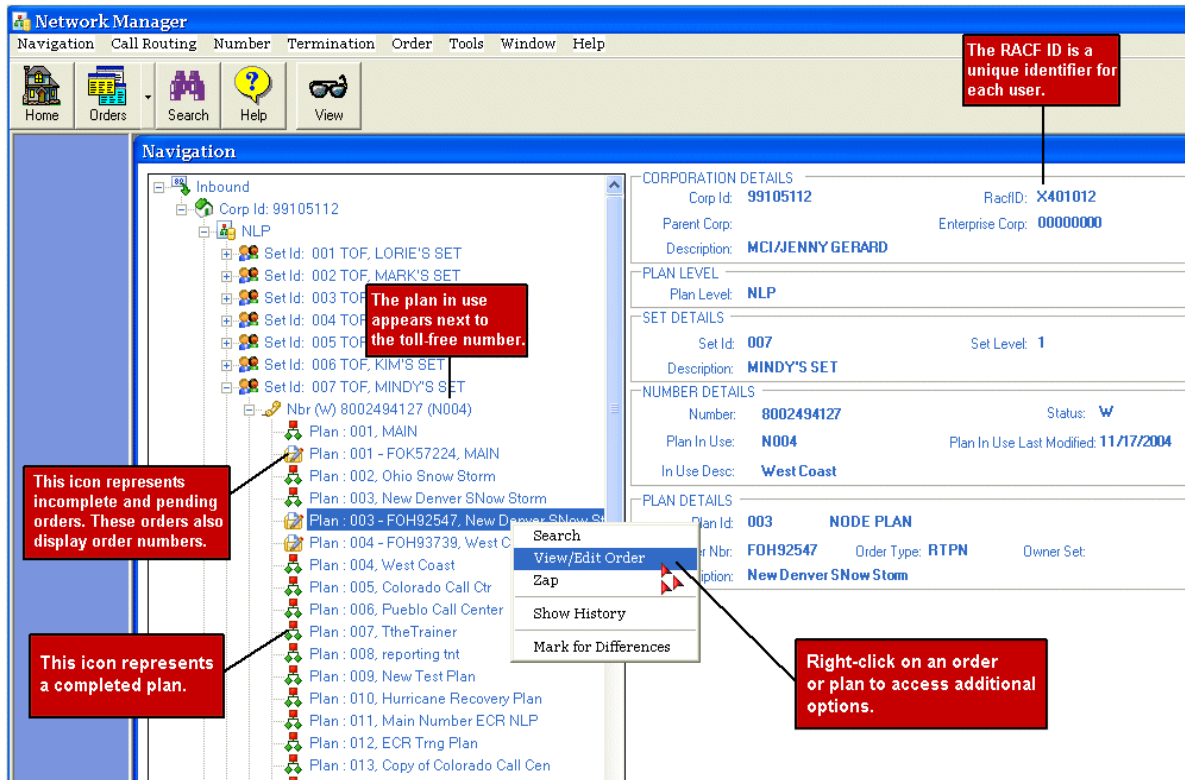 Network Manager
Navigation Call Routing Number Termination Order Tools Window Help
Home Orders Search Help View
The RACF ID is a
unique identifier for
each user.
Navigation
Inbound
Corp Id: 99105112
NLP
Set Id: 001 TOF, LORIE'S SET
Set Id: 002 TOF, MARK'S SET
Set Id: 003 TOF
Set Id: 004 TOF
Set Id: 005 TOF
Set Id: 006 TOF, KIM'S SET
Set Id: 007 TOF, MINDY'S SET
Nbr (W) 8002494127 (N004)
Plan : 001, MAIN
Plan : 001 - FOK57224, MAIN
Plan : 002, Ohio Snow Storm
Plan : 003, New Denver SNow Storm
Plan : 003 - FOH92547, New Denver SNow St
Plan : 004 - FOH93739, West C
Plan : 004, West Coast
Plan : 005, Colorado Call Ctr
Plan : 006, Pueblo Call Center
Plan : 007, TtheTrainer
Plan : 008, reporting tnt
Plan : 009, New Test Plan
Plan : 010, Hurricane Recovery Plan
Plan : 011, Main Number ECR NLP
Plan : 012, ECR Trng Plan
Plan : 013, Copy of Colorado Call Cen
The plan in use
appears next to
the toll-free number.
This icon represents
incomplete and pending
orders. These orders also
display order numbers.
This icon represents
a completed plan.
Search
View/Edit Order
Zap
Show History
Mark for Differences
Right-click on an order
or plan to access additional
options.
CORPORATION DETAILS
Corp Id: 99105112 RacfID: X401012
Parent Corp: Enterprise Corp: 00000000
Description: MCI/JENNY GERARD
PLAN LEVEL
Plan Level: NLP
SET DETAILS
Set Id: 007 Set Level: 1
Description: MINDY'S SET
NUMBER DETAILS
Number: 8002494127 Status: W
Plan In Use: N004 Plan In Use Last Modified: 11/17/2004
In Use Desc: West Coast
PLAN DETAILS
Plan Id: 003 NODE PLAN
Nbr: FOH92547 Order Type: RTPN Owner Set:
iption: New Denver SNow Storm